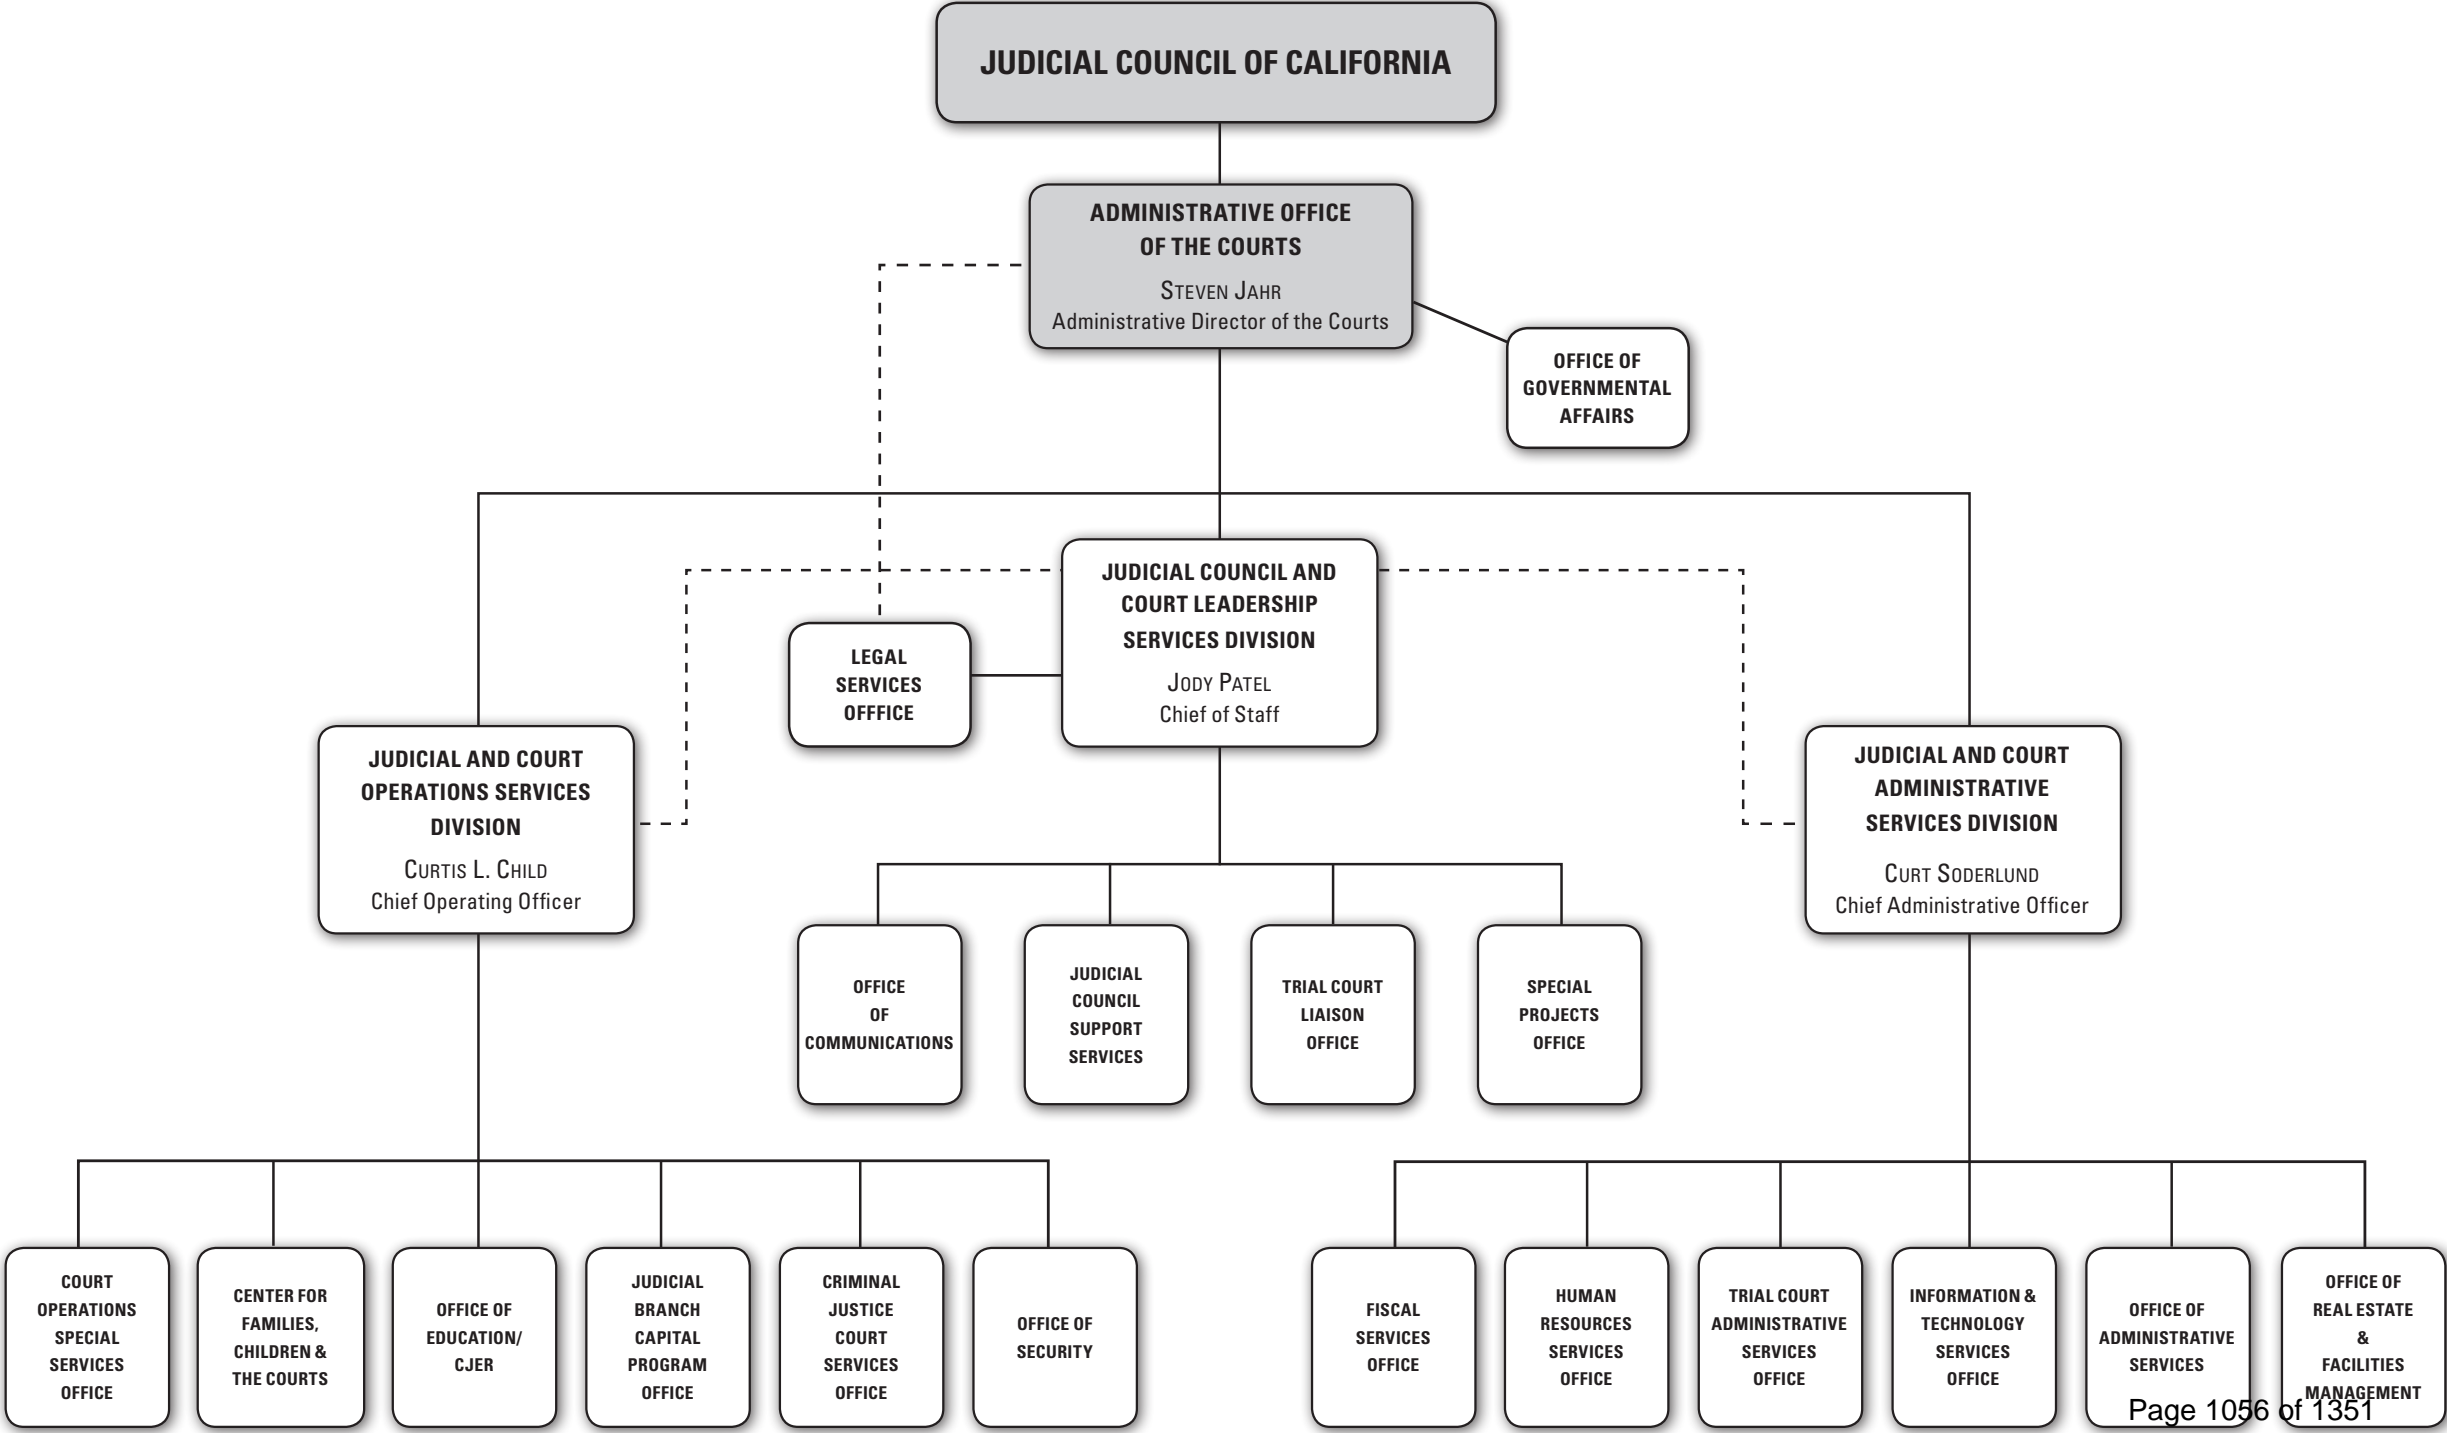 JUDICIAL COUNCIL OF CALIFORNIA
ADMINISTRATIVE OFFICE
OF THE COURTS
STEVEN JAHR
Administrative Director of the Courts
OFFICE OF
GOVERNMENTAL
AFFAIRS
JUDICIAL COUNCIL AND
COURT LEADERSHIP
SERVICES DIVISION
JODY PATEL
Chief of Staff
LEGAL
SERVICES
OFFFICE
JUDICIAL AND COURT
OPERATIONS SERVICES
DIVISION
CURTIS L. CHILD
Chief Operating Officer
JUDICIAL AND COURT
ADMINISTRATIVE
SERVICES DIVISION
CURT SODERLUND
Chief Administrative Officer
OFFICE
OF
COMMUNICATIONS
JUDICIAL
COUNCIL
SUPPORT
SERVICES
TRIAL COURT
LIAISON
OFFICE
SPECIAL
PROJECTS
OFFICE
COURT
OPERATIONS
SPECIAL
SERVICES
OFFICE
CENTER FOR
FAMILIES,
CHILDREN &
THE COURTS
OFFICE OF
EDUCATION/
CJER
JUDICIAL
BRANCH
CAPITAL
PROGRAM
OFFICE
CRIMINAL
JUSTICE
COURT
SERVICES
OFFICE
OFFICE OF
SECURITY
FISCAL
SERVICES
OFFICE
HUMAN
RESOURCES
SERVICES
OFFICE
TRIAL COURT
ADMINISTRATIVE
SERVICES
OFFICE
INFORMATION &
TECHNOLOGY
SERVICES
OFFICE
OFFICE OF
ADMINISTRATIVE
SERVICES
OFFICE OF
REAL ESTATE
&
FACILITIES
MANAGEMENT
Page 1056 of 1351